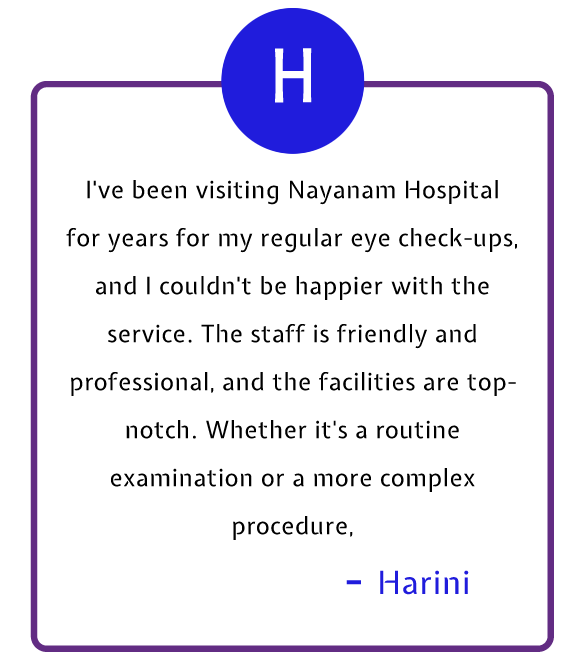 H
I've been visiting Nayanam Hospital
for years for my regular eye check-ups,
and I couldn't be happier with the
service. The staff is friendly and
professional, and the facilities are top-
notch. Whether it's a routine
examination or a more complex
procedure,
- Harini